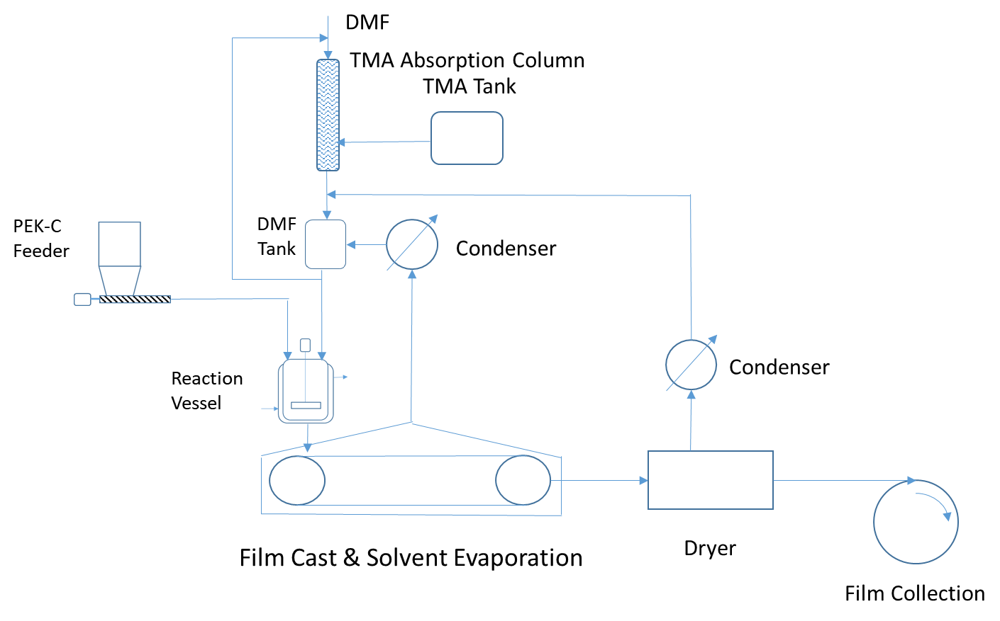 DMF
TMA Absorption Column
TMA Tank
PEK-C
Feeder
DMF
Tank
Condenser
Reaction
Vessel
Condenser
Film Cast & Solvent Evaporation
Dryer
Film Collection